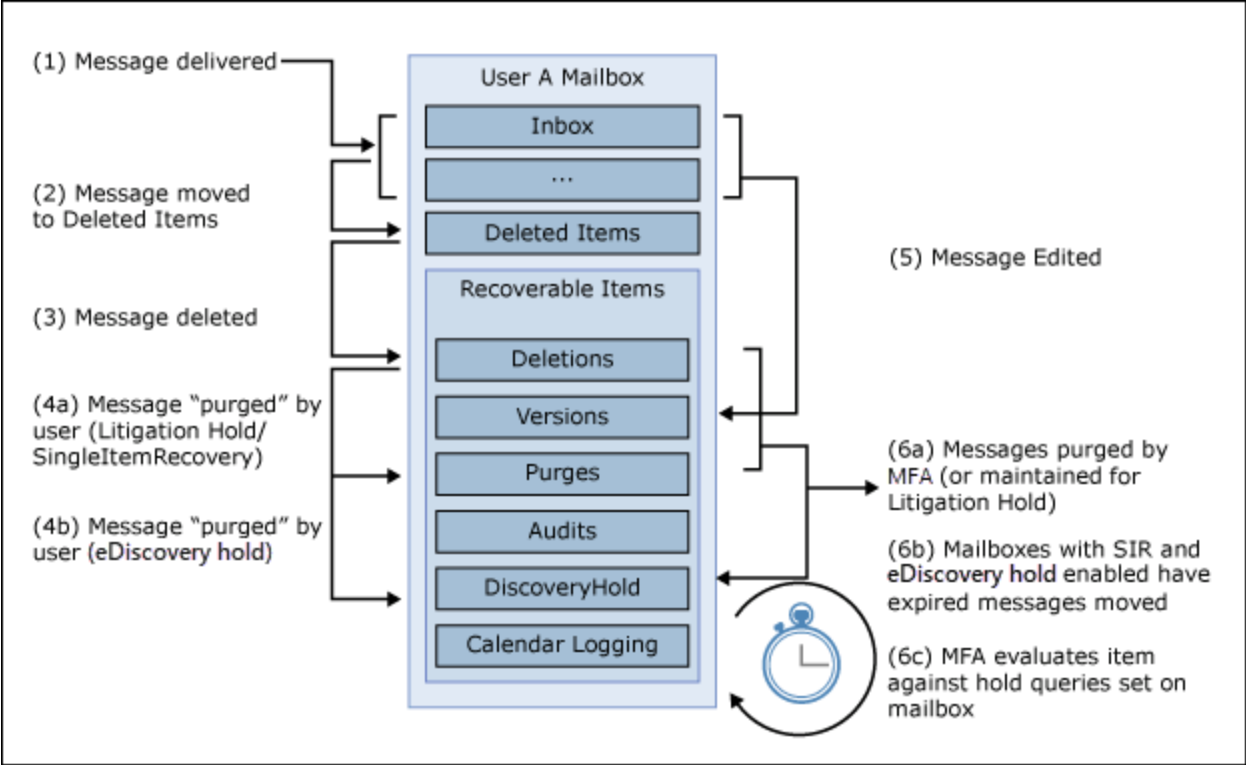 (1) Message delivered
(2) Message moved
to Deleted Items
(3) Message deleted
(4a) Message “purged” by
user (Litigation Hold/
SingleItemRecovery)
(4b) Message “purged” by
user (eDiscovery hold)
User A Mailbox
Inbox
...
Deleted Items
Recoverable Items
Deletions
Versions
Purges
Audits
DiscoveryHold
Calendar Logging
(5) Message Edited
(6a) Messages purged by
MFA (or maintained for
Litigation Hold)
(6b) Mailboxes with SIR and
eDiscovery hold enabled have
expired messages moved
(6c) MFA evaluates item
against hold queries set on
mailbox